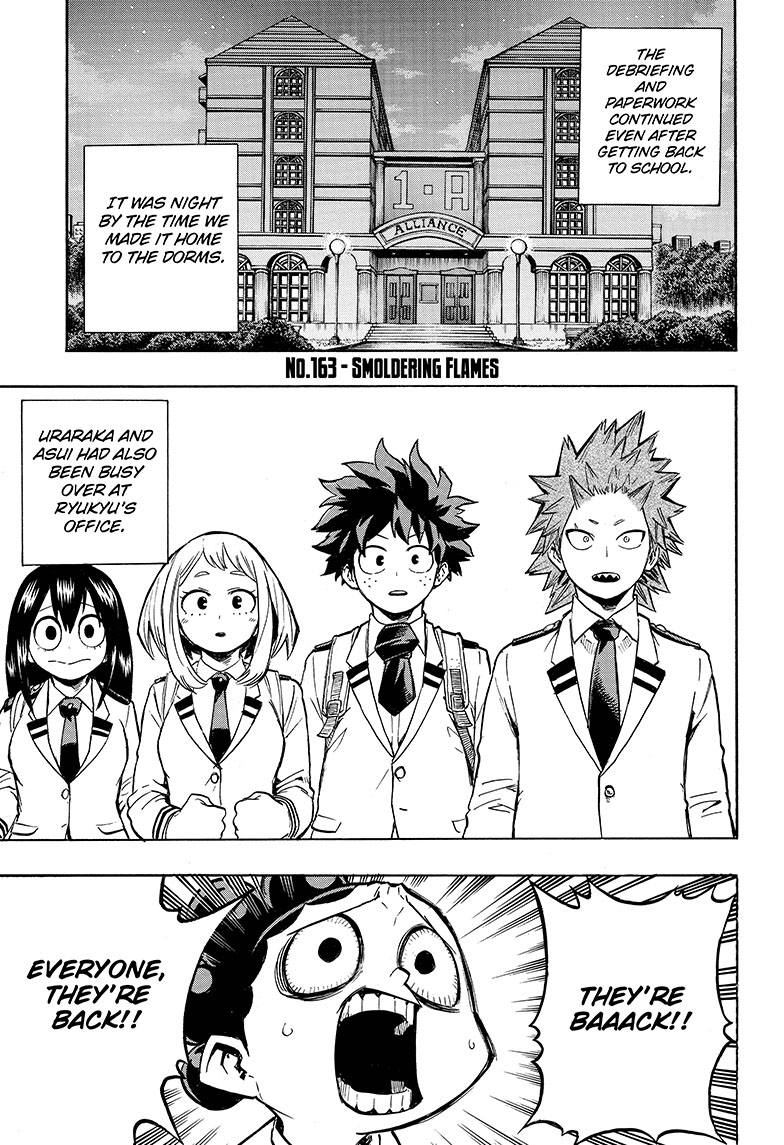 THE
DEBRIEFING
AND
PAPERWORK
CONTINUED
EVEN AFTER
GETTING BACK
TO SCHOOL.
IT WAS NIGHT
BY THE TIME WE
MADE IT HOME
TO THE DORMS.
1·A
ALLIANCE
No.163 - Smoldering Flames
URARAKA AND
ASUI HAD ALSO
BEEN BUSY
OVER AT
RYUKYU'S
OFFICE.
THEY'RE
BAAACK!!
EVERYONE,
THEY'RE
BACK!!